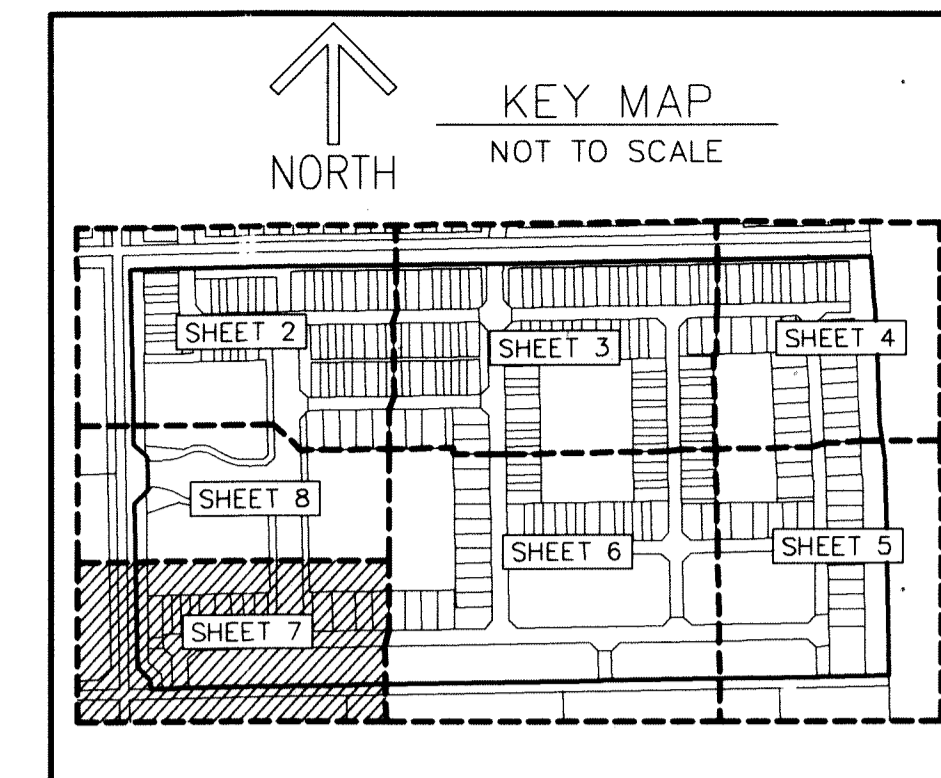 KEY MAP
NOT TO SCALE
NORTH
SHEET 2
SHEET 3
SHEET 4
SHEET 8
SHEET 6
SHEET 5
SHEET 7